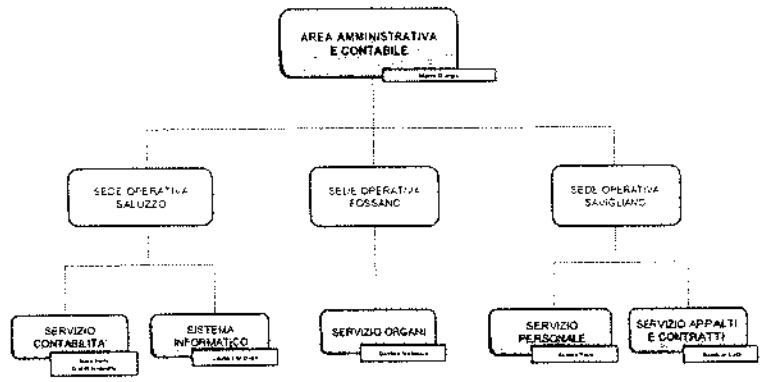 AREA AMMINISTRATIVA
E CONTABILE
SEDE OPERATIVA
SALUZZO
SEDE OPERATIVA
FOSSANO
SEDE OPERATIVA
SAVIGLIANO
SERVIZIO
CONTABILITA'
SISTEMA
INFORMATICO
SERVIZIO ORGANI
SERVIZIO
PERSONALE
SERVIZIO APPALTI
E CONTRATTI